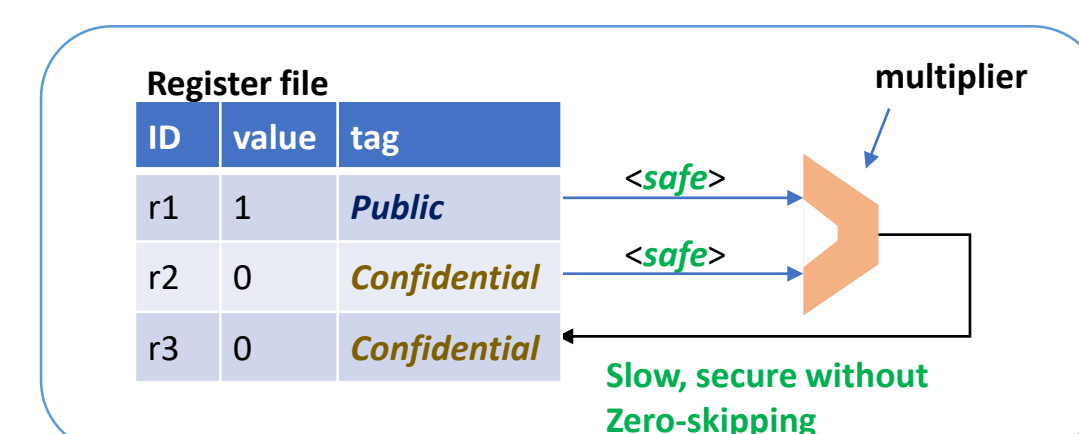 Register file
multiplier
ID value tag
r1 1 Public
<safe>
r2 0 Confidential
<safe>
r3 0 Confidential
Slow, secure without
Zero-skipping